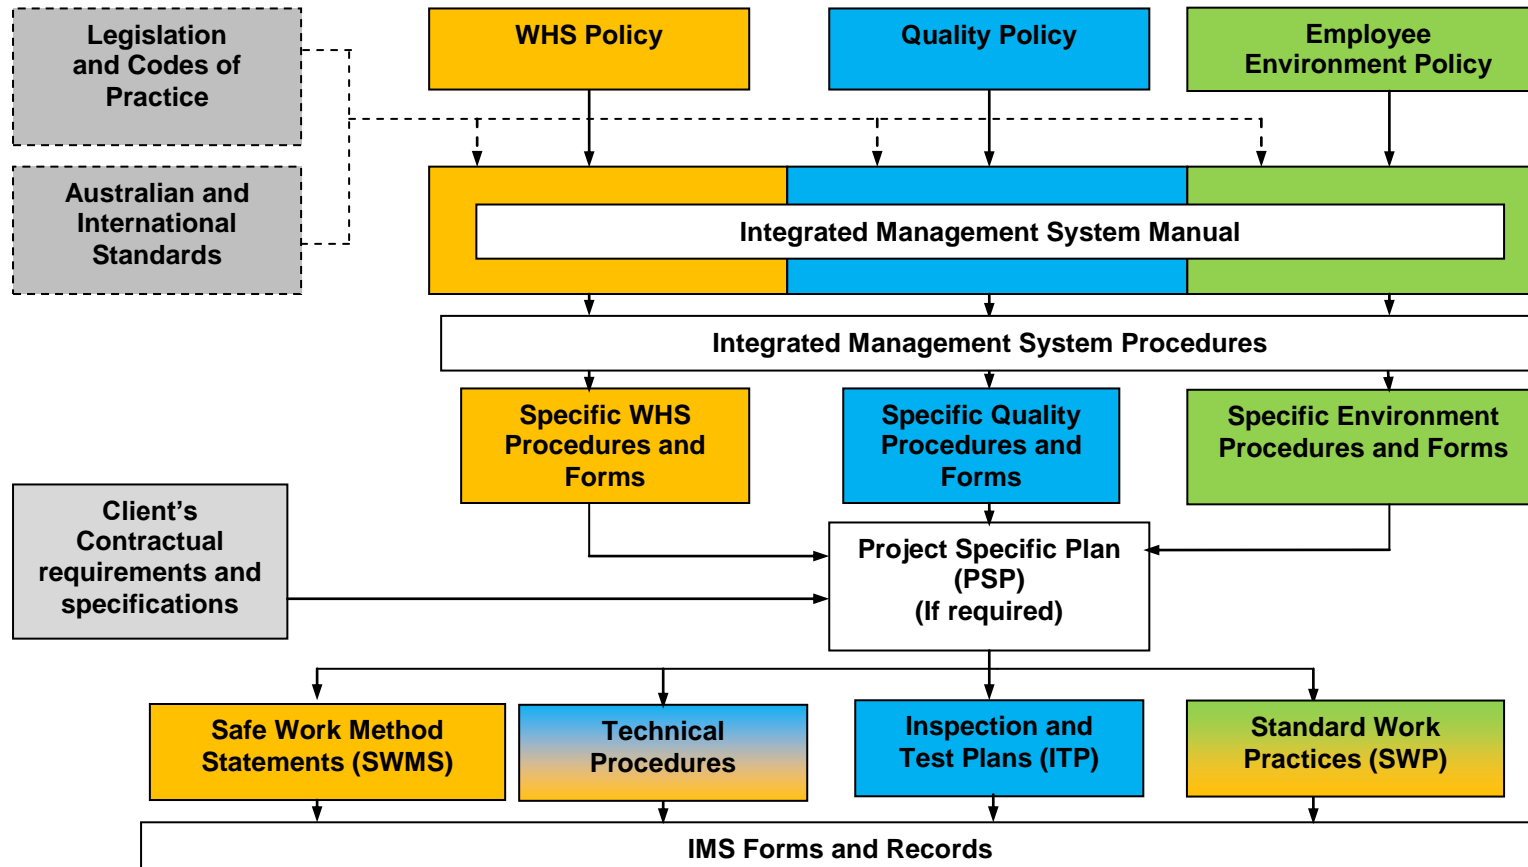 Legislation
and Codes of
Practice
WHS Policy
Quality Policy
Employee
Environment Policy
Australian and
International
Standards
Integrated Management System Manual
Integrated Management System Procedures
Specific WHS
Procedures and
Forms
Specific Quality
Procedures and
Forms
Specific Environment
Procedures and Forms
Client’s
Contractual
requirements and
specifications
Project Specific Plan
(PSP)
(If required)
Safe Work Method
Statements (SWMS)
Technical
Procedures
Inspection and
Test Plans (ITP)
Standard Work
Practices (SWP)
IMS Forms and Records